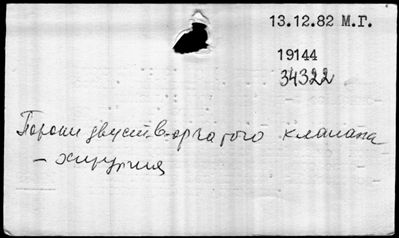 13.12.82 М.Г.
19144
34322
Пороки двустворчатого клапана
- хирургия